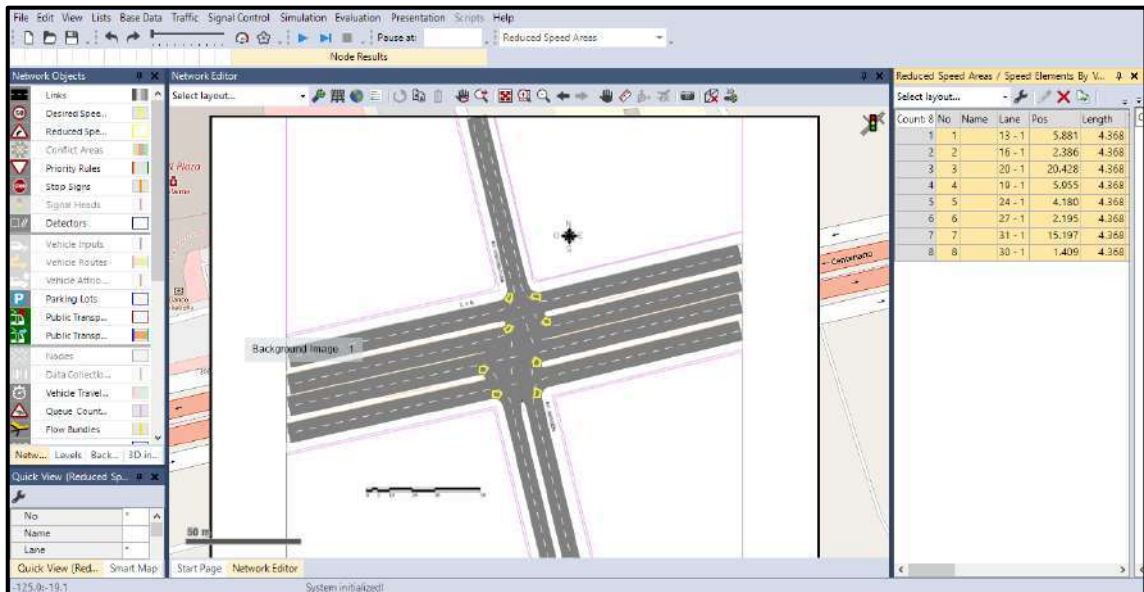 File Edit View Lists Base Data Traffic Signal Control Simulation Evaluation Presentation Scripts Help
Pause at: Reduced Speed Areas
Node Results
Network Objects
Links
Desired Spee...
Reduced Spe...
Conflict Areas
Priority Rules
Stop Signs
Signal Heads
Detectors
Vehicle Inputs
Vehicle Routes
Vehicle Attrib...
Parking Lots
Public Transp...
Public Transp...
Nodes
Data Collectio...
Vehicle Travel...
Queue Count...
Flow Bundles
Netw... Levels Back... 3D in...
Quick View (Reduced Sp...
No *
Name
Lane *
Quick View (Red... Smart Map
Network Editor
Select layout...
Plaza
Background Image 1
Centenario
50 m
Start Page Network Editor
Reduced Speed Areas / Speed Elements By V...
Select layout...
Count: 8 No Name Lane Pos Length
1 1 13 - 1 5.881 4.368
2 2 16 - 1 2.386 4.368
3 3 20 - 1 20.428 4.368
4 4 19 - 1 5.955 4.368
5 5 24 - 1 4.180 4.368
6 6 27 - 1 2.195 4.368
7 7 31 - 1 15.197 4.368
8 8 30 - 1 1.409 4.368
-125.0:-19.1 System initialized!